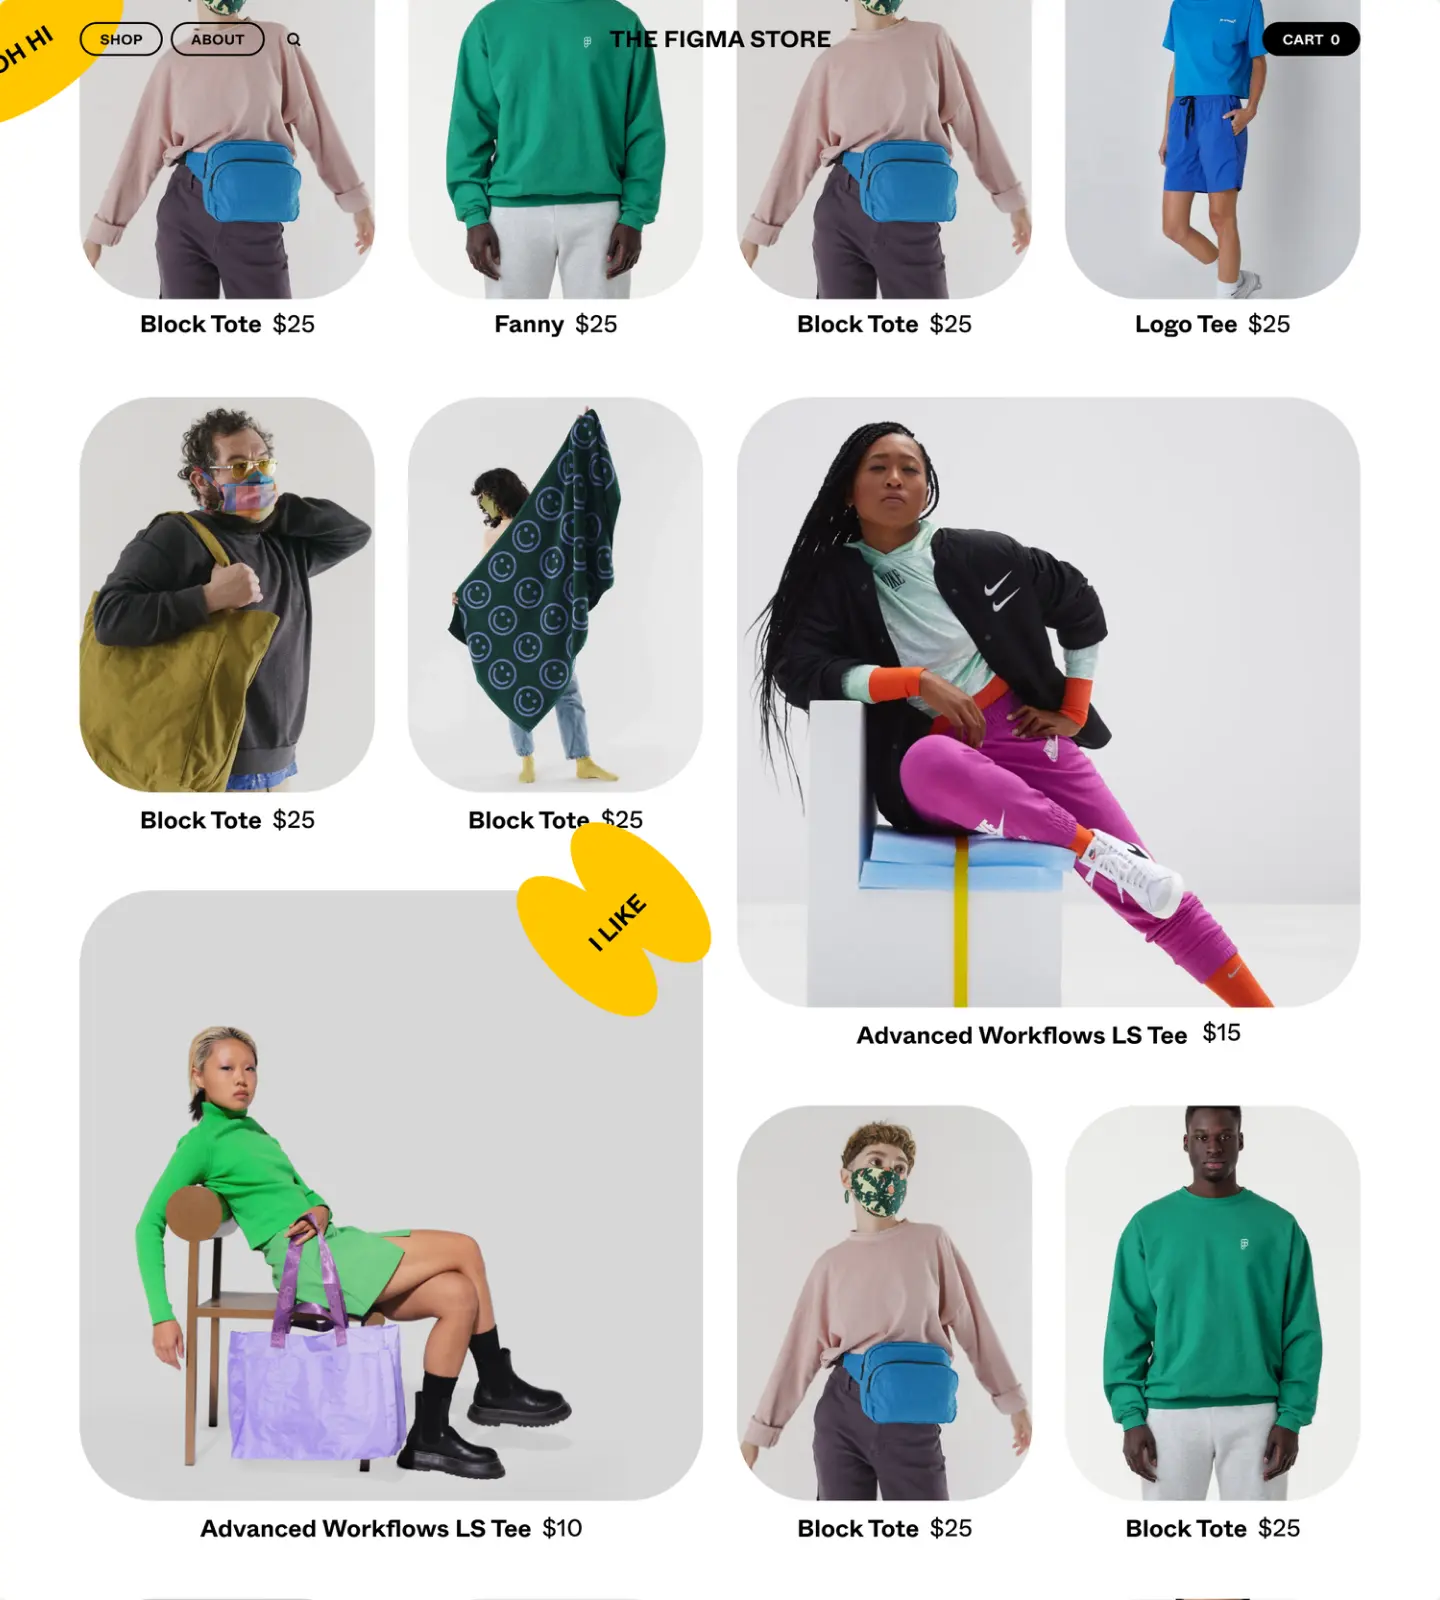 OH HI
SHOP
ABOUT
THE FIGMA STORE
CART 0
Block Tote $25
Fanny $25
Block Tote $25
Logo Tee $25
Block Tote $25
Block Tote $25
I LIKE
Advanced Workflows LS Tee $15
Advanced Workflows LS Tee $10
Block Tote $25
Block Tote $25